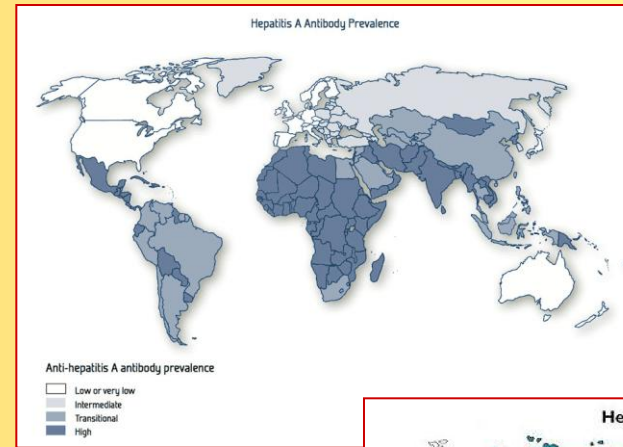 Hepatitis A Antibody Prevalence
Anti-hepatitis A antibody prevalence
Low or very low
Intermediate
Transitional
High
He